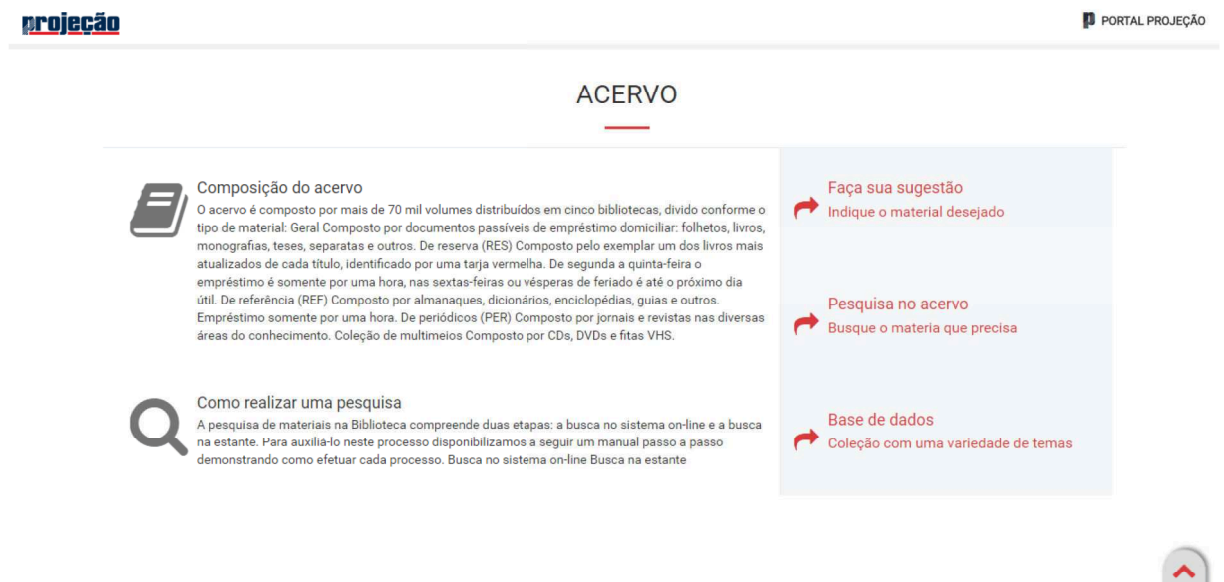 projeção
PORTAL PROJEÇÃO
ACERVO
Composição do acervo
O acervo é composto por mais de 70 mil volumes distribuídos em cinco bibliotecas, divido conforme o
tipo de material: Geral Composto por documentos passíveis de empréstimo domiciliar: folhetos, livros,
monografias, teses, separatas e outros. De reserva (RES) Composto pelo exemplar um dos livros mais
atualizados de cada título, identificado por uma tarja vermelha. De segunda a quinta-feira o
empréstimo é somente por uma hora, nas sextas-feiras ou vésperas de feriado é até o próximo dia
útil. De referência (REF) Composto por almanaques, dicionários, enciclopédias, guias e outros.
Empréstimo somente por uma hora. De periódicos (PER) Composto por jornais e revistas nas diversas
áreas do conhecimento. Coleção de multimeios Composto por CDs, DVDs e fitas VHS.
Como realizar uma pesquisa
A pesquisa de materiais na Biblioteca compreende duas etapas: a busca no sistema on-line e a busca
na estante. Para auxilia-lo neste processo disponibilizamos a seguir um manual passo a passo
demonstrando como efetuar cada processo. Busca no sistema on-line Busca na estante
Faça sua sugestão
Indique o material desejado
Pesquisa no acervo
Busque o materia que precisa
Base de dados
Coleção com uma variedade de temas